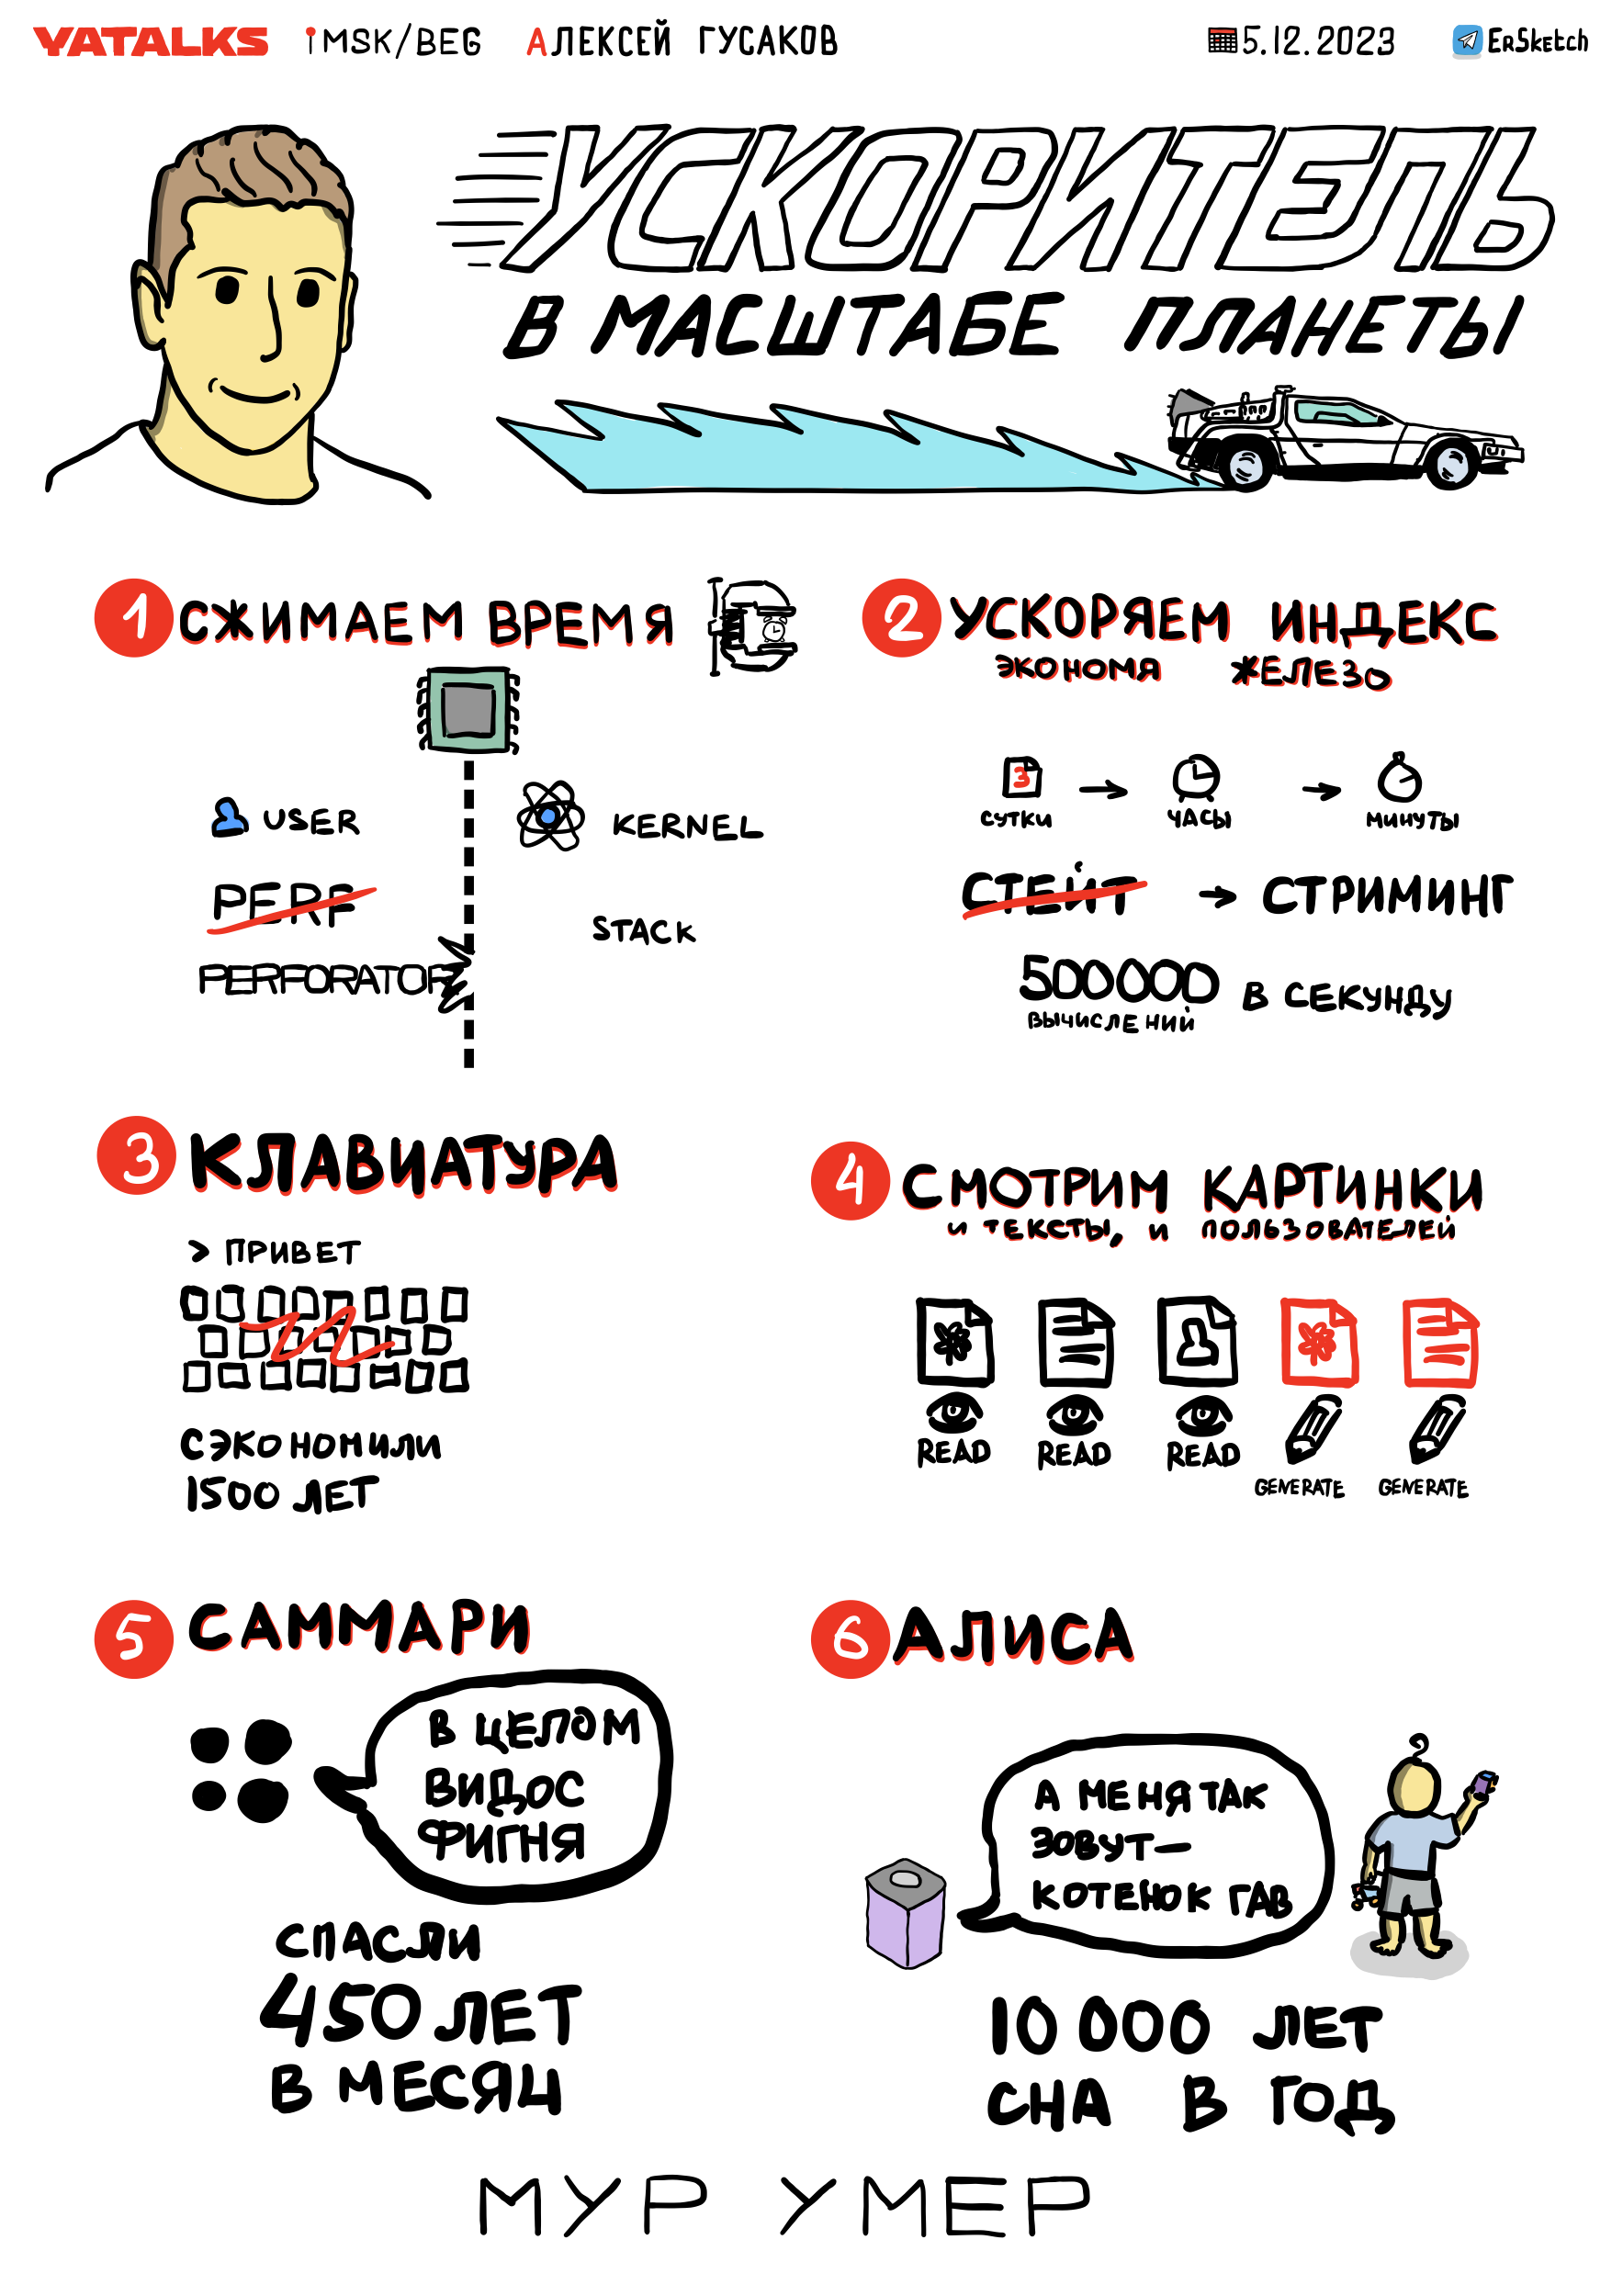 YATALKS MSK/BEG АЛЕКСЕЙ ГУСАКОВ 5.12.2023 ErSketch
УСКОРИТЕЛЬ
В МАСШТАБЕ ПЛАНЕТЫ
1 СЖИМАЕМ ВРЕМЯ
USER KERNEL
PERF
STACK
PERFORATOR
2 УСКОРЯЕМ ИНДЕКС
ЭКОНОМЯ ЖЕЛЕЗО
3
СУТКИ → ЧАСЫ → МИНУТЫ
СТЕЙТ → СТРИМИНГ
500000 В СЕКУНДУ
ВЫЧИСЛЕНИЙ
3 КЛАВИАТУРА
> ПРИВЕТ
СЭКОНОМИЛИ
1500 ЛЕТ
4 СМОТРИМ КАРТИНКИ
И ТЕКСТЫ, И ПОЛЬЗОВАТЕЛЕЙ
READ READ READ GENERATE GENERATE
5 САММАРИ
В ЦЕЛОМ
ВИДОС
ФИГНЯ
СПАСЛИ
450 ЛЕТ
В МЕСЯЦ
6 АЛИСА
А МЕНЯ ТАК
ЗОВУТ—
КОТЕНОК ГАВ
10 000 ЛЕТ
СНА В ГОД
МУР УМЕР